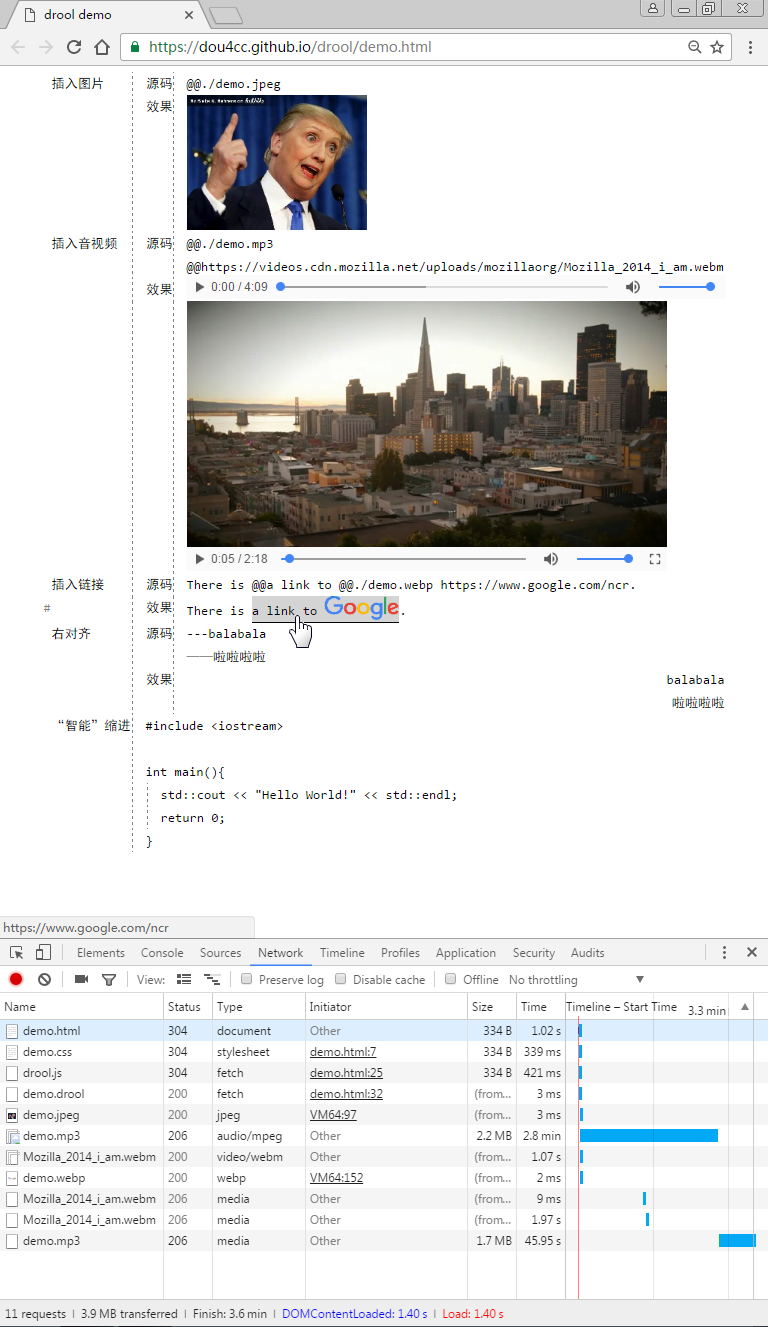 drool demo
https://dou4cc.github.io/drool/demo.html
插入图片 源码 @@./demo.jpeg
效果
插入音视频 源码 @@./demo.mp3
@@https://videos.cdn.mozilla.net/uploads/mozillaorg/Mozilla_2014_i_am.webm
效果 0:00 / 4:09
0:05 / 2:18
插入链接 源码 There is @@a link to @@./demo.webp https://www.google.com/ncr.
# 效果 There is a link to Google.
右对齐 源码 ---balabala
——啦啦啦啦
效果 balabala
啦啦啦啦
“智能”缩进 #include <iostream>
int main(){
std::cout << "Hello World!" << std::endl;
return 0;
}
https://www.google.com/ncr
Elements Console Sources Network Timeline Profiles Application Security Audits
View: Preserve log Disable cache Offline No throttling
Name Status Type Initiator Size Time Timeline – Start Time 3.3 min
demo.html 304 document Other 334 B 1.02 s
demo.css 304 stylesheet demo.html:7 334 B 339 ms
drool.js 304 fetch demo.html:25 334 B 421 ms
demo.drool 200 fetch demo.html:32 (from... 3 ms
demo.jpeg 200 jpeg VM64:97 (from... 3 ms
demo.mp3 206 audio/mpeg Other 2.2 MB 2.8 min
Mozilla_2014_i_am.webm 200 video/webm Other (from... 1.07 s
demo.webp 200 webp VM64:152 (from... 2 ms
Mozilla_2014_i_am.webm 206 media Other (from... 9 ms
Mozilla_2014_i_am.webm 206 media Other (from... 1.97 s
demo.mp3 206 media Other 1.7 MB 45.95 s
11 requests | 3.9 MB transferred | Finish: 3.6 min | DOMContentLoaded: 1.40 s | Load: 1.40 s